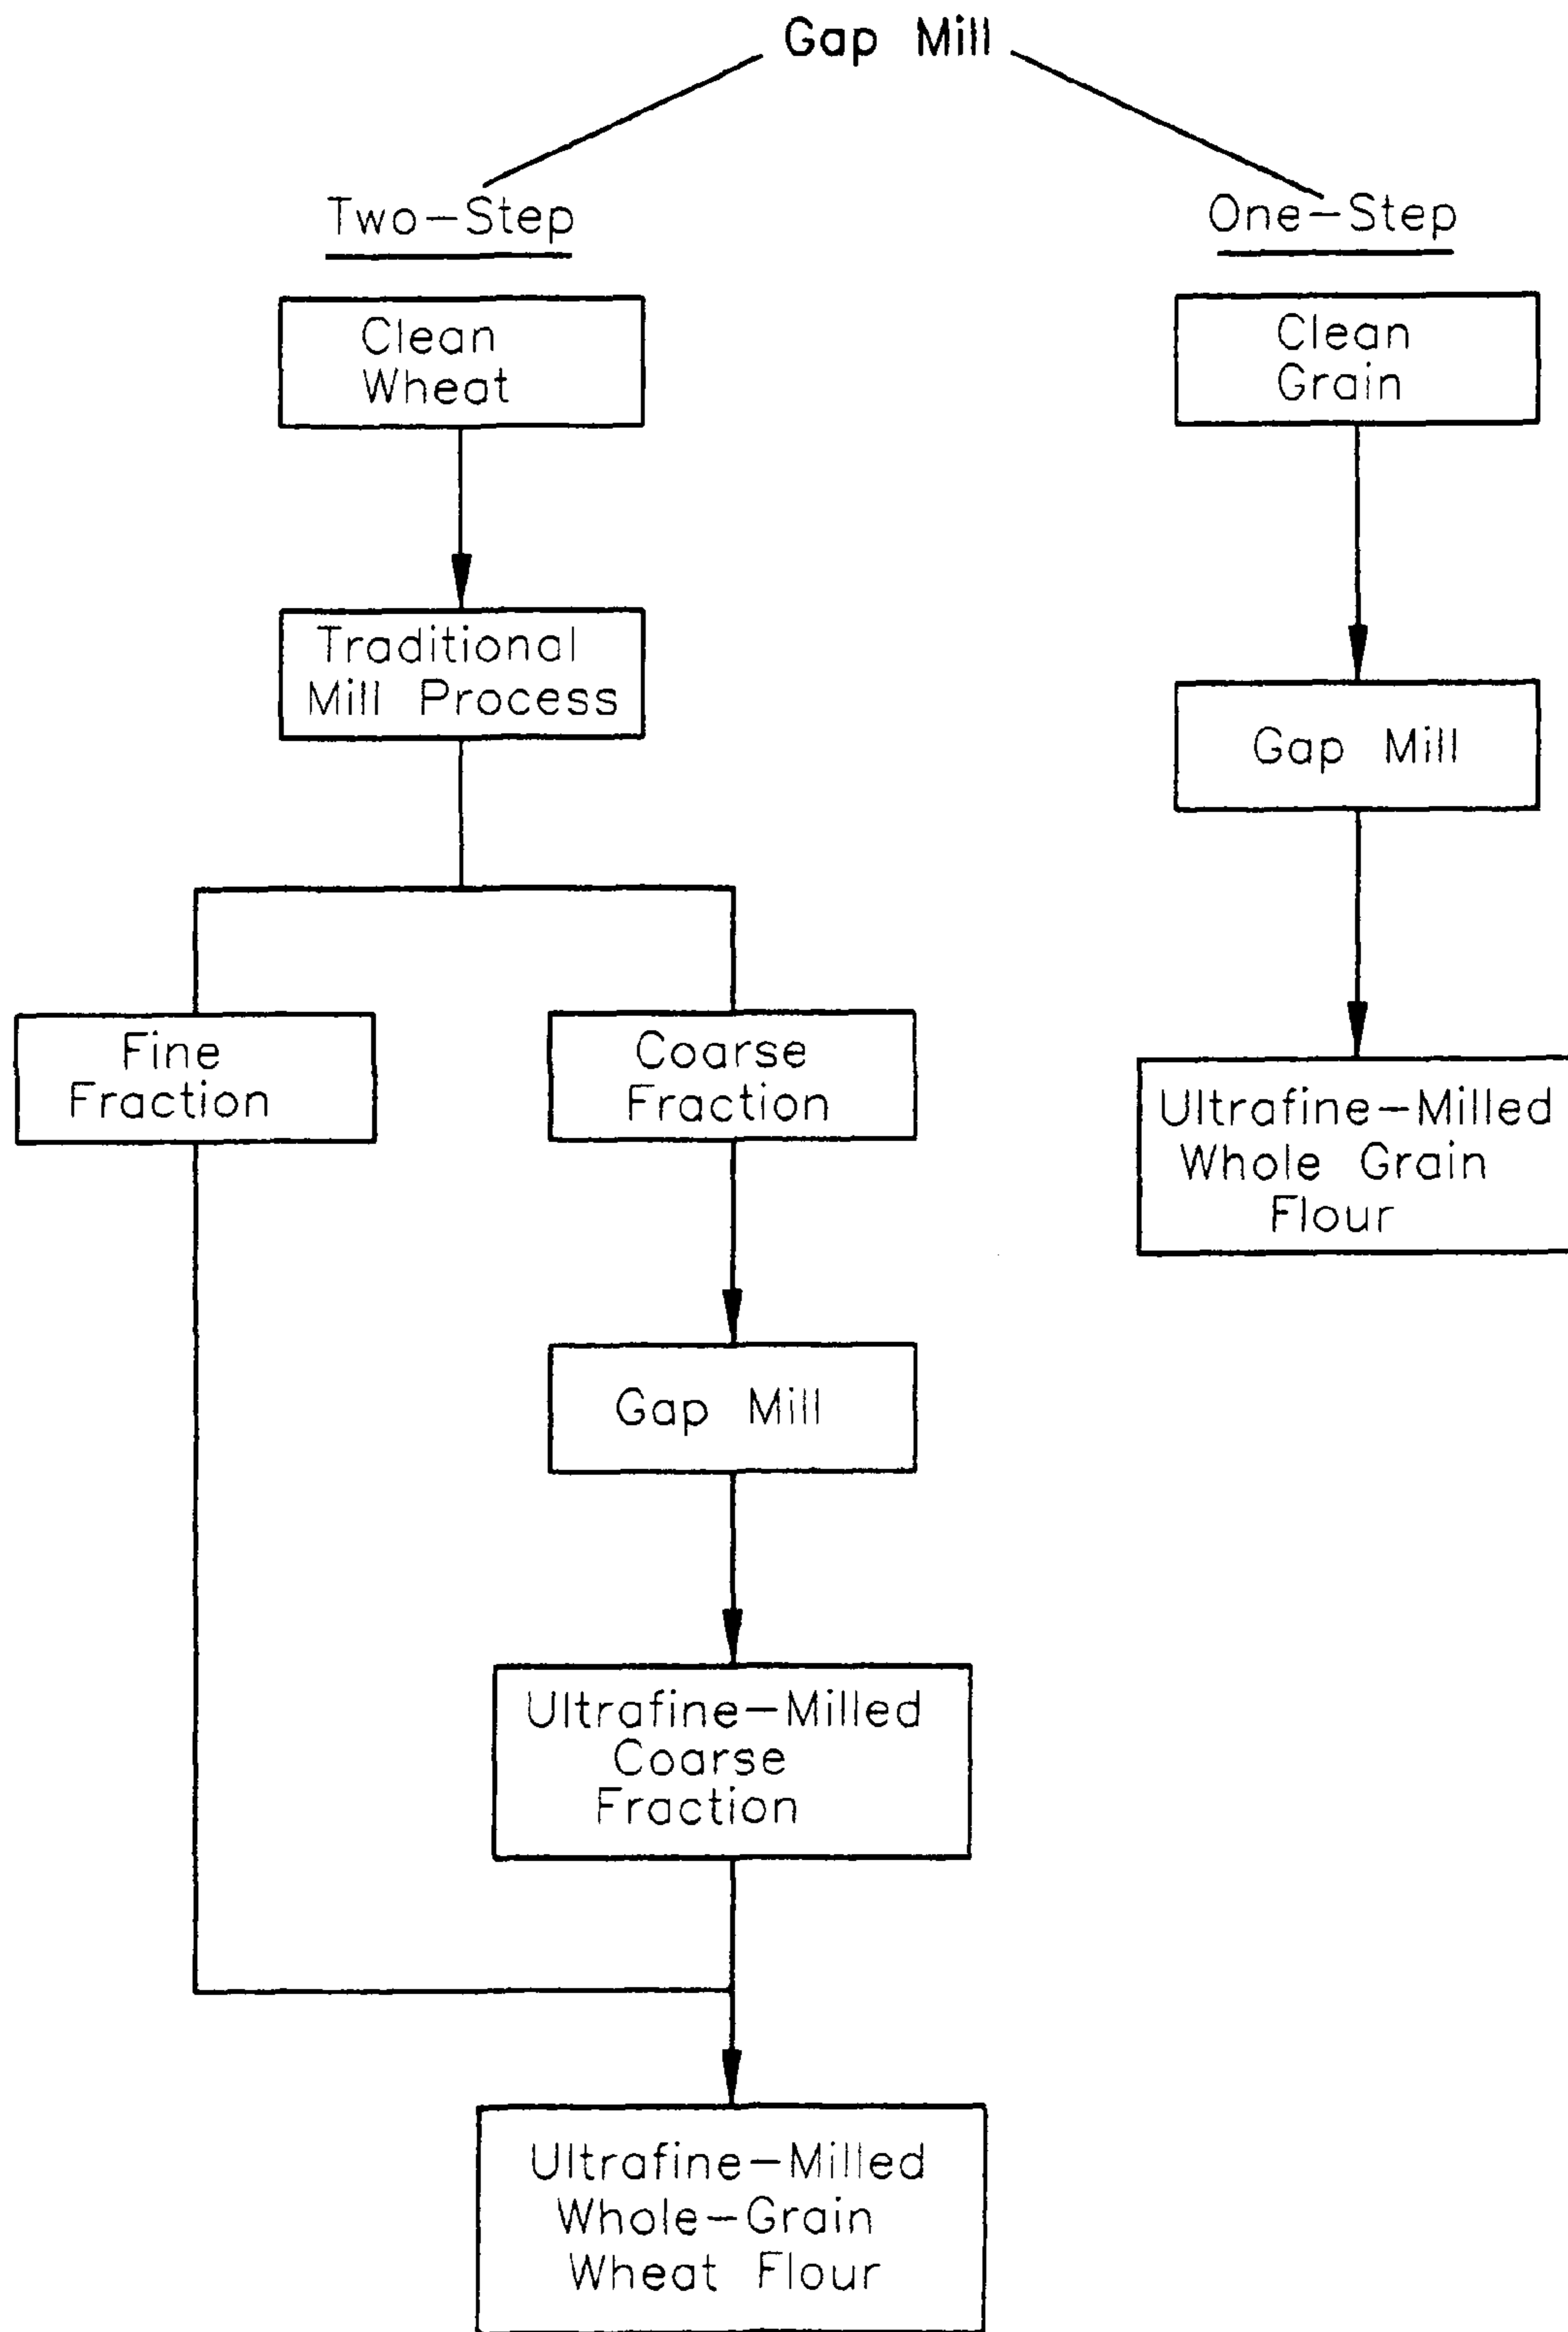 Gap Mill
Two-Step
One-Step
Clean
Wheat
Clean
Grain
Traditional
Mill Process
Gap Mill
Fine
Fraction
Coarse
Fraction
Ultrafine-Milled
Whole Grain
Flour
Gap Mill
Ultrafine-Milled
Coarse
Fraction
Ultrafine-Milled
Whole-Grain
Wheat Flour